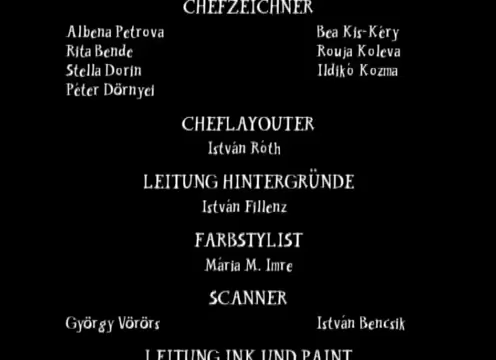 CHEFZEICHNER
Albena Petrova Bea Kis-Kéry
Rita Bende Rouja Koleva
Stella Dorin Ildikó Kozma
Péter Dörnyei
CHEFLAYOUTER
István Róth
LEITUNG HINTERGRÜNDE
István Fillenz
FARBSTYLIST
Mária M. Imre
SCANNER
György Vörörs István Bencsik
LEITUNG INK UND PAINT